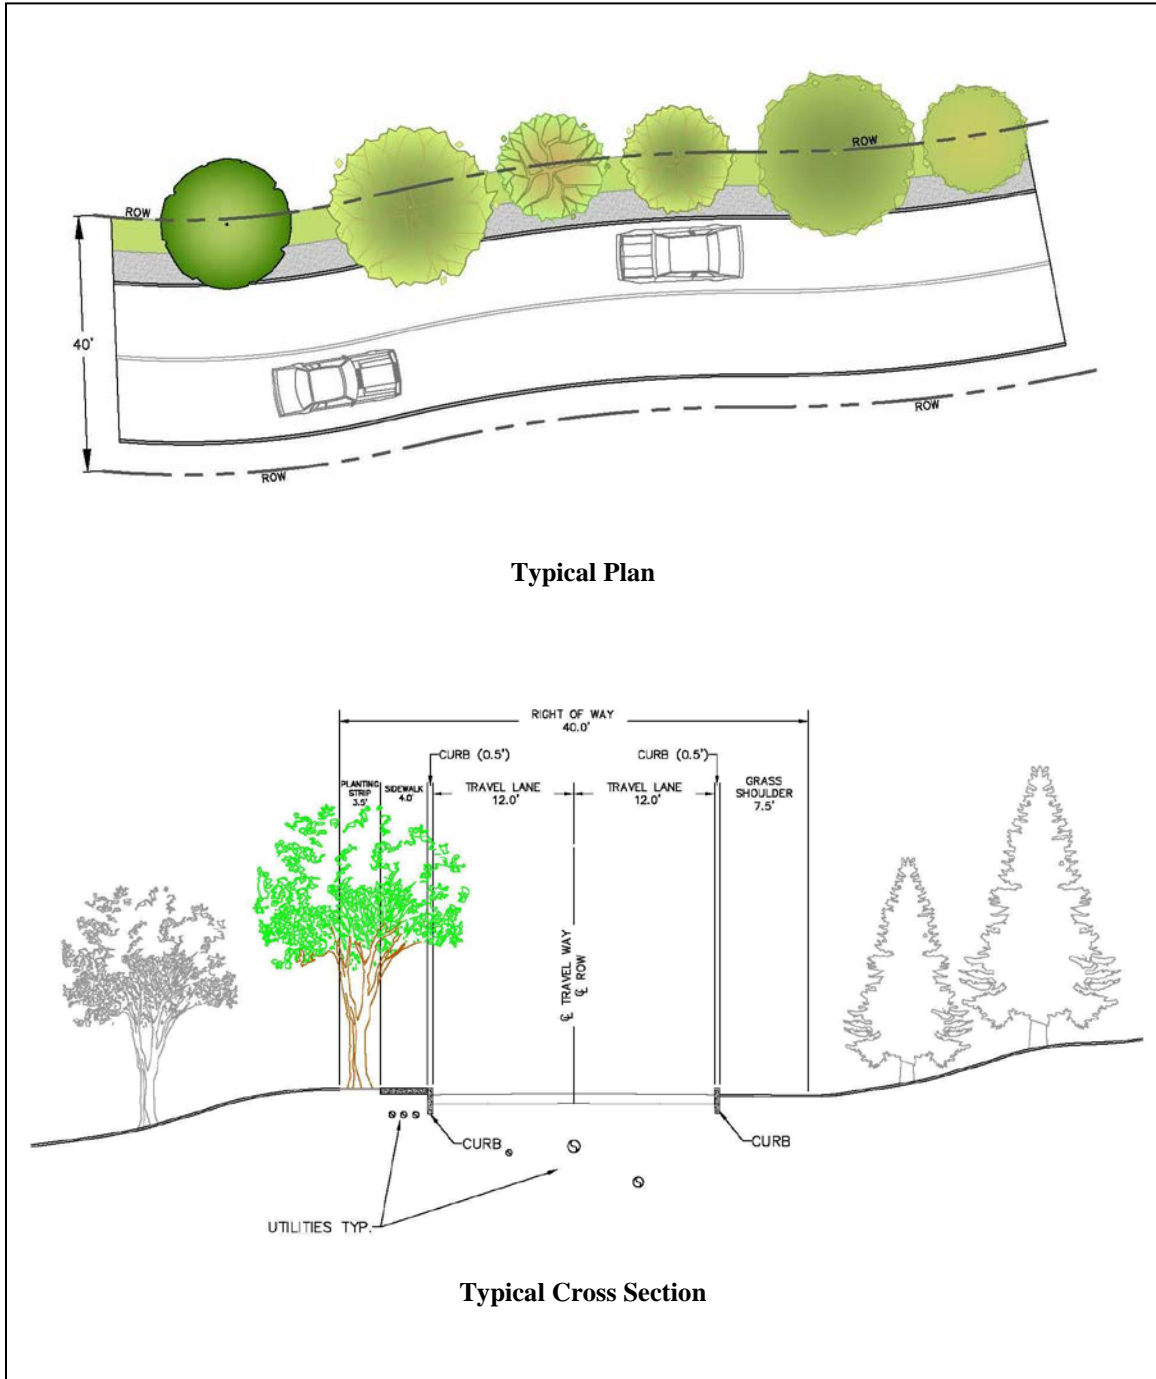 ROW
ROW
40'
ROW
ROW
Typical Plan
RIGHT OF WAY
40.0'
CURB (0.5')
CURB (0.5')
PLANTING
STRIP
3.5'
SIDEWALK
4.0'
TRAVEL LANE
12.0'
TRAVEL LANE
12.0'
GRASS
SHOULDER
7.5'
℄ TRAVEL WAY
℄ ROW
CURB
CURB
UTILITIES TYP.
Typical Cross Section